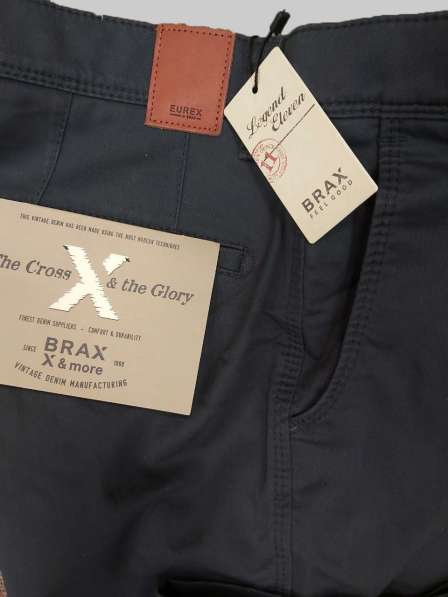 EUREX
Legend
Eleven
11
BRAX
FEEL GOOD
THIS VINTAGE DENIM HAS BEEN MADE USING THE MOST MODERN TECHNIQUES
The Cross X & the Glory
FINEST DENIM SUPPLIERS - COMFORT & DURABILITY
SINCE BRAX 1888
X & more
VINTAGE DENIM MANUFACTURING